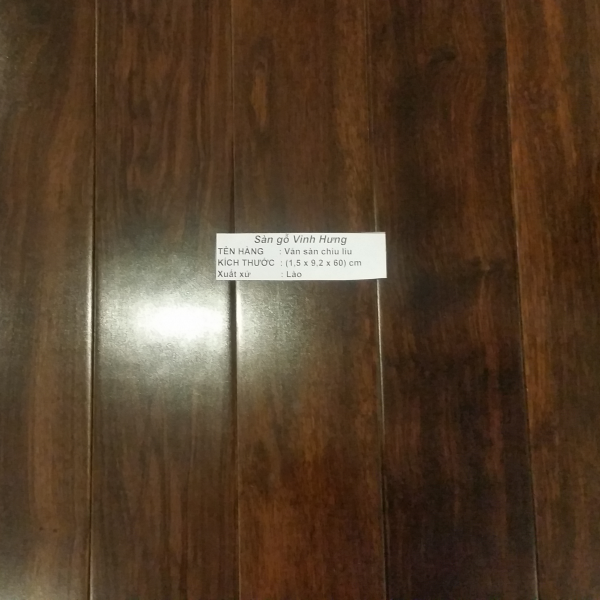 Sàn gỗ Vinh Hưng
TÊN HÀNG : Ván sàn chiu liu
KÍCH THƯỚC : (1,5 x 9,2 x 60) cm
Xuất xứ : Lào